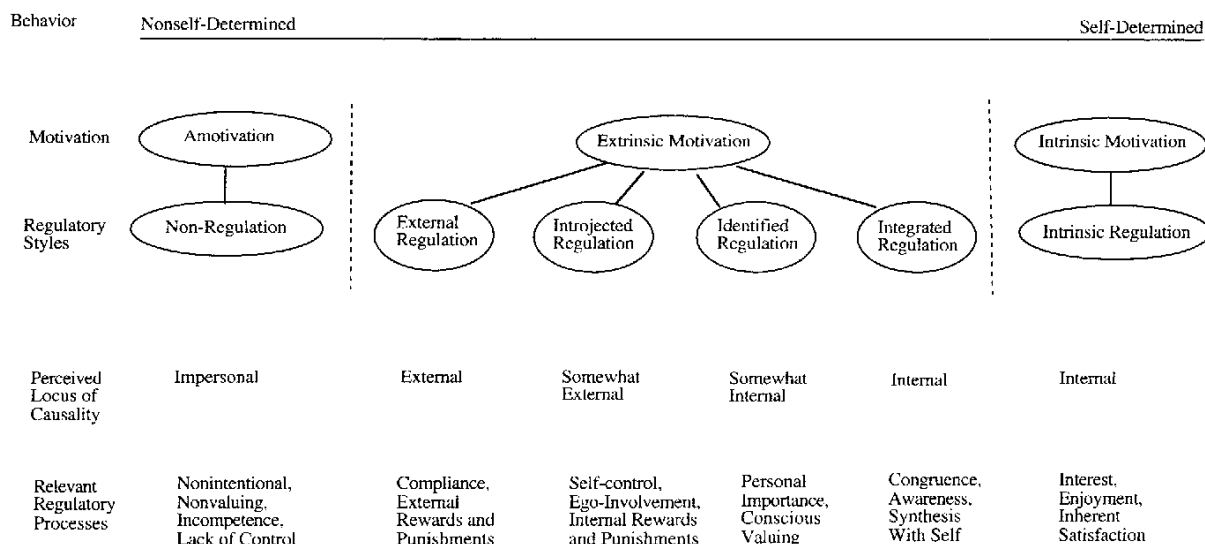 Behavior
Nonself-Determined
Self-Determined
Motivation
Amotivation
Extrinsic Motivation
Intrinsic Motivation
Regulatory
Styles
Non-Regulation
External
Regulation
Introjected
Regulation
Identified
Regulation
Integrated
Regulation
Intrinsic Regulation
Perceived
Locus of
Causality
Impersonal
External
Somewhat
External
Somewhat
Internal
Internal
Internal
Relevant
Regulatory
Processes
Nonintentional,
Nonvaluing,
Incompetence,
Lack of Control
Compliance,
External
Rewards and
Punishments
Self-control,
Ego-Involvement,
Internal Rewards
and Punishments
Personal
Importance,
Conscious
Valuing
Congruence,
Awareness,
Synthesis
With Self
Interest,
Enjoyment,
Inherent
Satisfaction